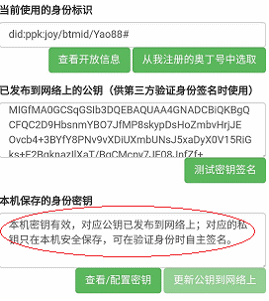 当前使用的身份标识
did:ppk:joy/btmid/Yao88#
查看开放信息
从我注册的奥丁号中选取
已发布到网络上的公钥（供第三方验证身份签名时使用）
MIGfMA0GCSqGSIb3DQEBAQUAA4GNADCBiQKBgQ
CFQC2D9HbsnmYBO7JfMP8skypDsHoZmbvHrjJE
Ovcb4+3BYfY8PNv9vXDiUXmbUNsJ5xaDyX0V15RiG
测试密钥签名
本机保存的身份密钥
本机密钥有效，对应公钥已发布到网络上；对应的私
钥只在本机安全保存，可在验证身份时自主签名。
查看/配置密钥
更新公钥到网络上